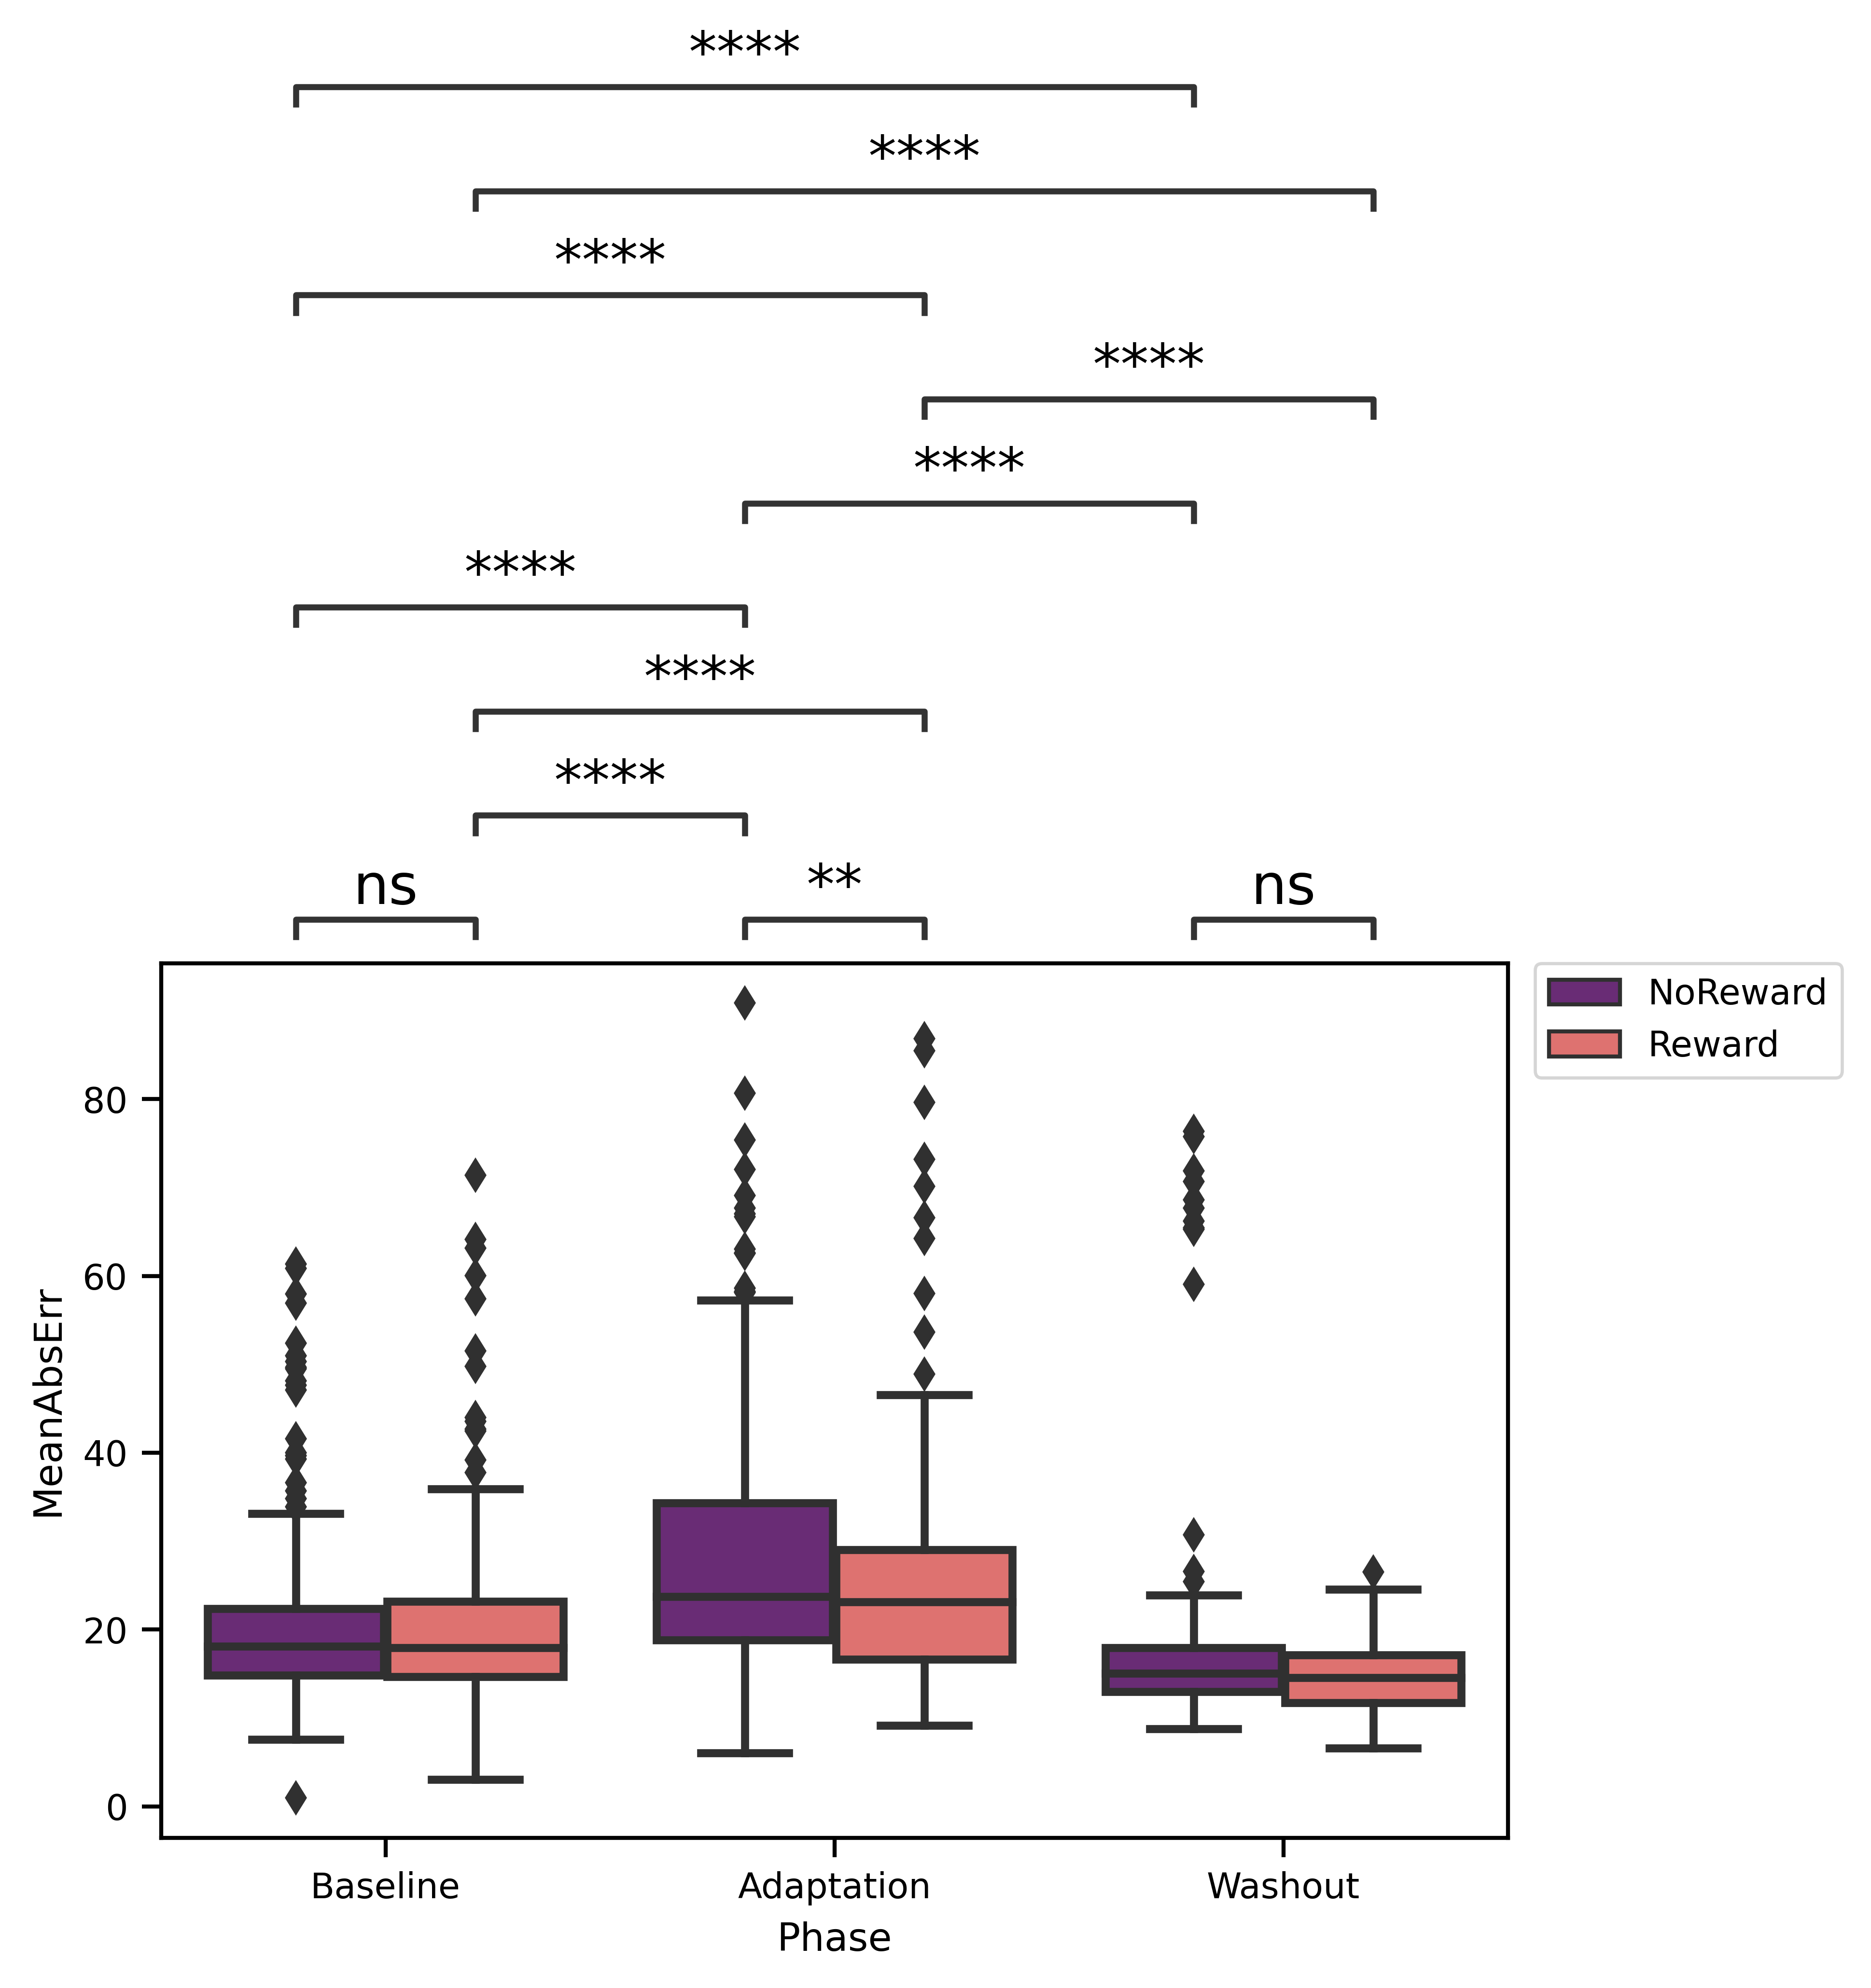 ****
****
****
****
****
****
****
****
ns
**
ns
NoReward
Reward
80
60
40
20
0
MeanAbsErr
Baseline Adaptation Washout
Phase